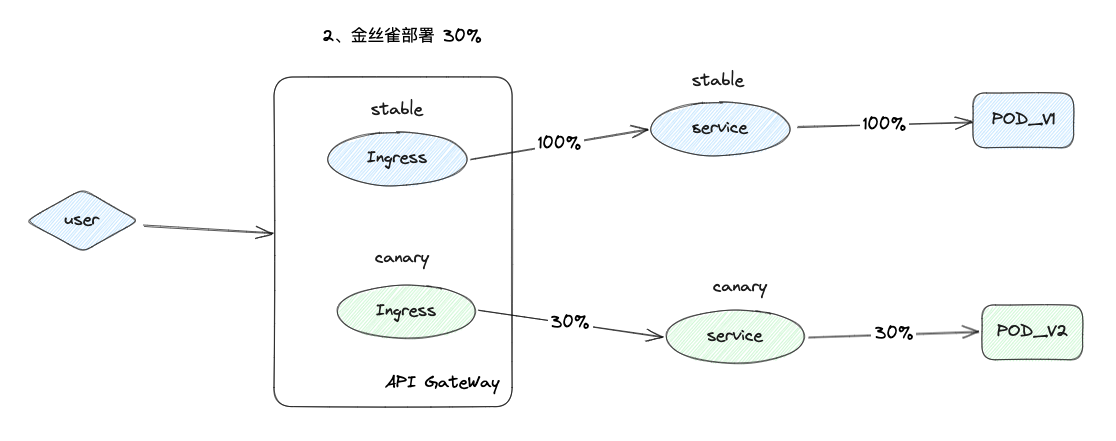 2、金丝雀部署 30%
stable
Ingress
100%
stable
service
100%
POD_V1
user
canary
Ingress
30%
canary
service
30%
POD_V2
API GateWay